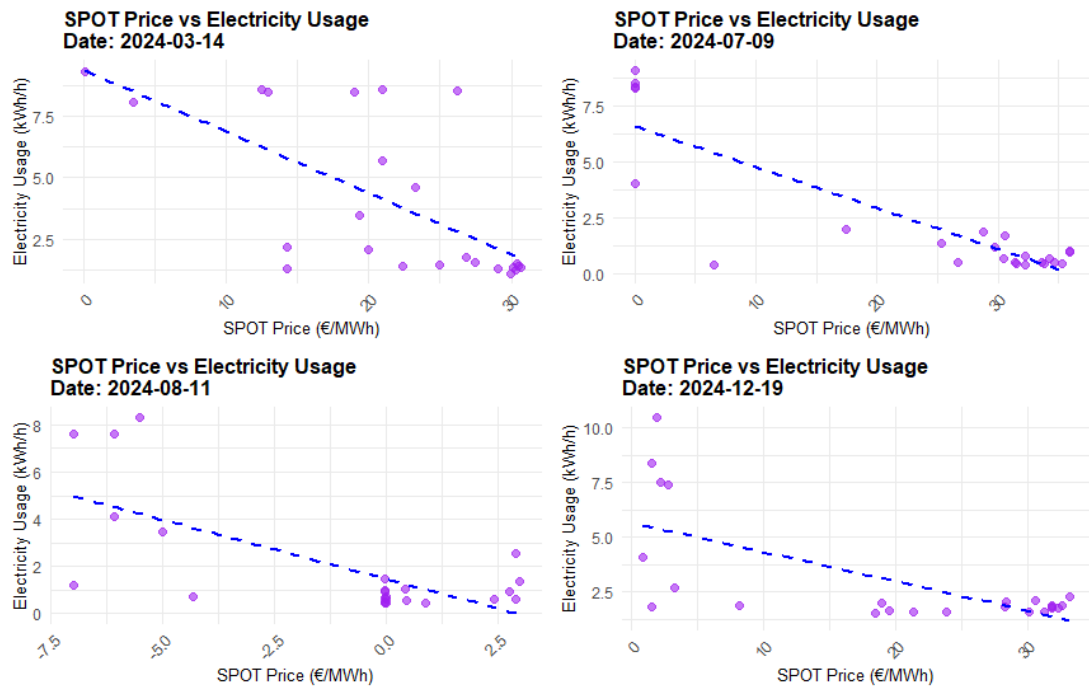 SPOT Price vs Electricity Usage
Date: 2024-03-14
Electricity Usage (kWh/h)
7.5
5.0
2.5
0
10
20
30
SPOT Price (€/MWh)
SPOT Price vs Electricity Usage
Date: 2024-07-09
Electricity Usage (kWh/h)
7.5
5.0
2.5
0.0
0
10
20
30
SPOT Price (€/MWh)
SPOT Price vs Electricity Usage
Date: 2024-08-11
Electricity Usage (kWh/h)
8
6
4
2
0
-7.5
-5.0
-2.5
0.0
2.5
SPOT Price (€/MWh)
SPOT Price vs Electricity Usage
Date: 2024-12-19
Electricity Usage (kWh/h)
10.0
7.5
5.0
2.5
0
10
20
30
SPOT Price (€/MWh)